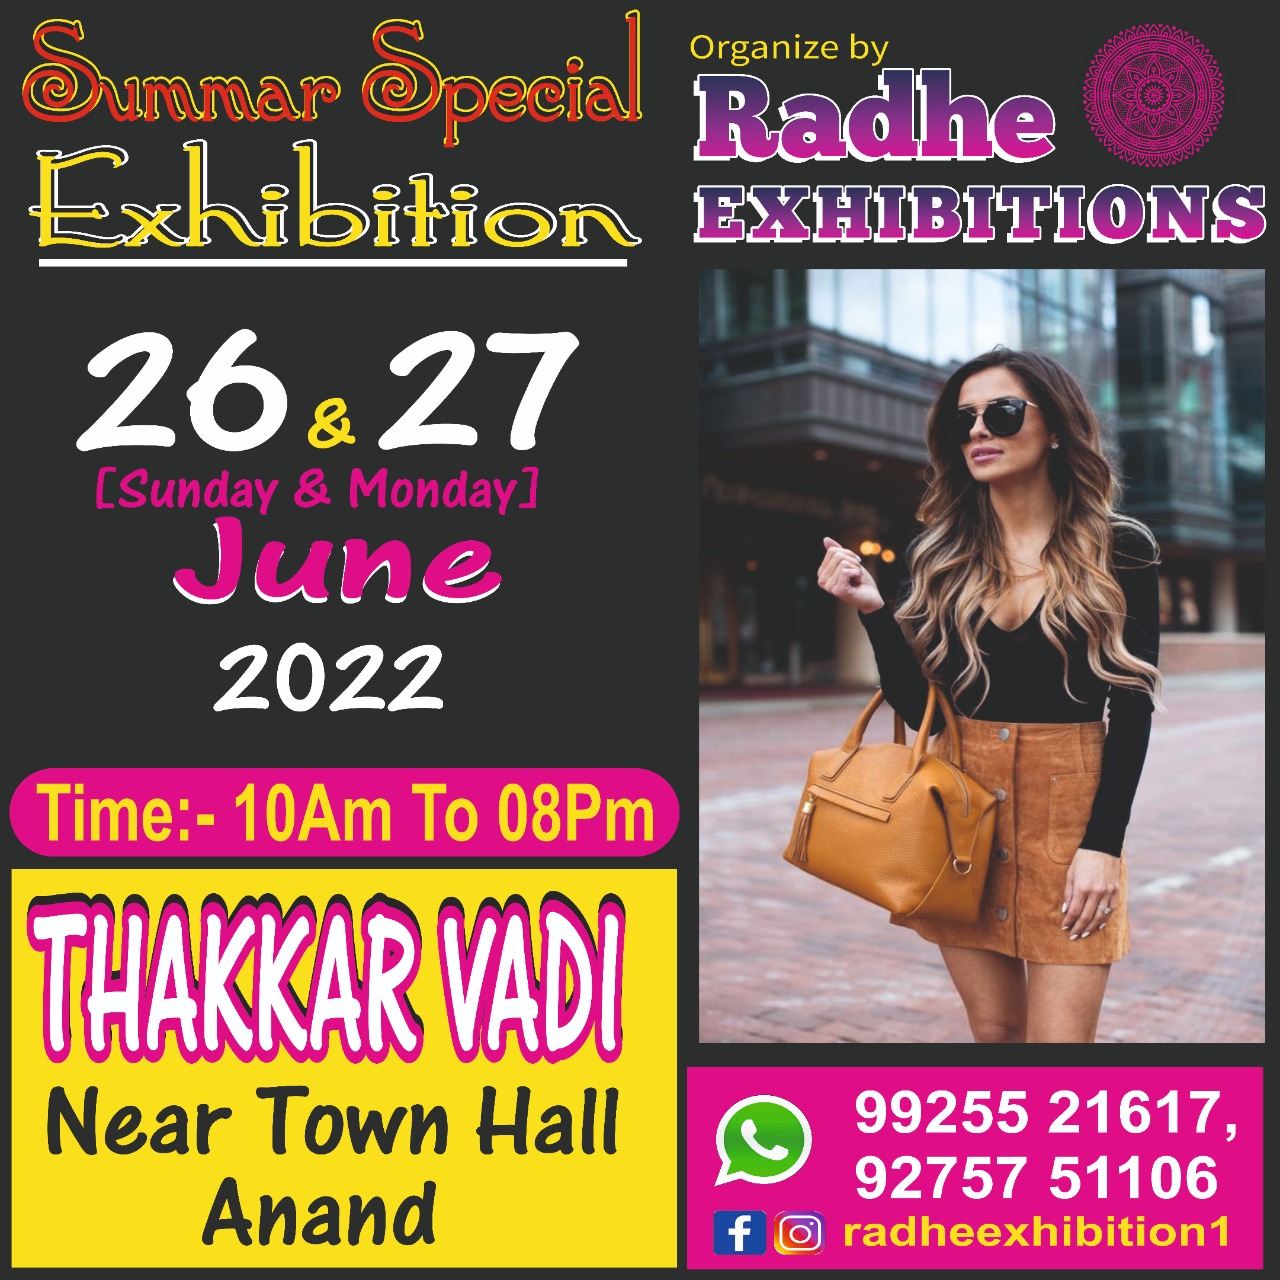 Summar Special
Exhibition
26 & 27
[Sunday & Monday]
June
2022
Time:- 10Am To 08Pm
THAKKAR VADI
Near Town Hall
Anand
Organize by
Radhe
EXHIBITIONS
99255 21617,
92757 51106
radheexhibition1